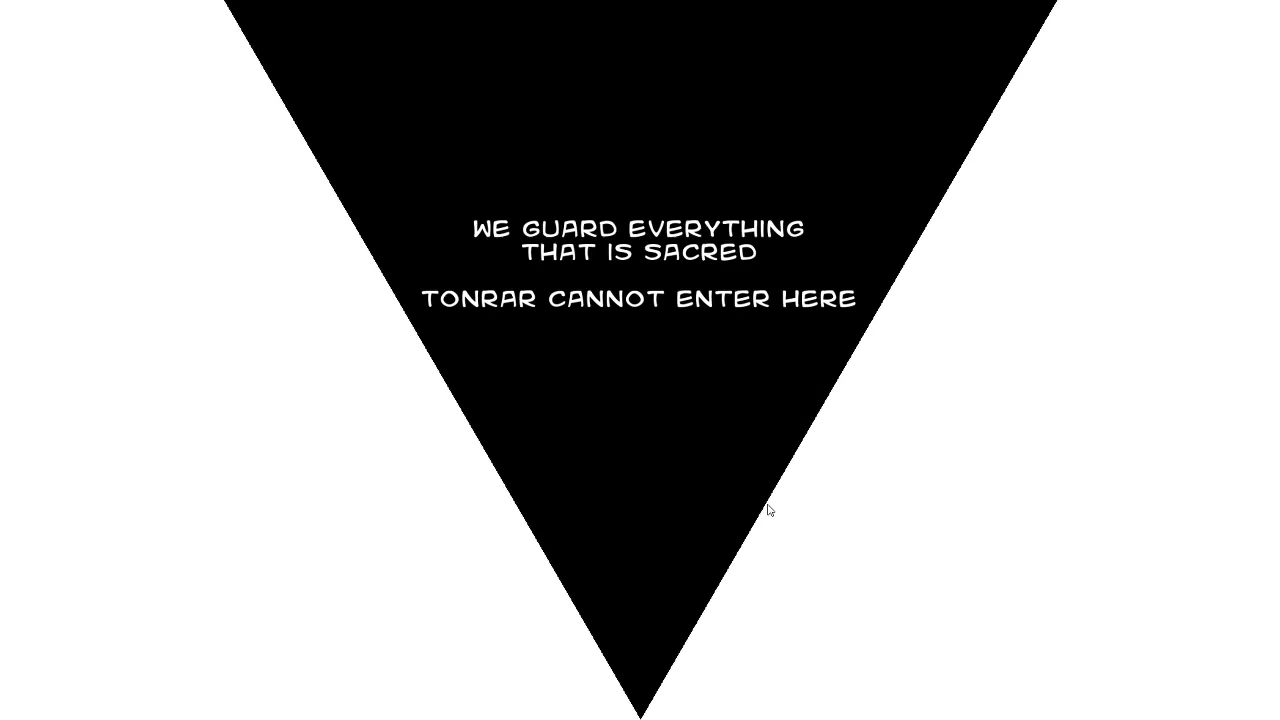 WE GUARD EVERYTHING
THAT IS SACRED
TONRAR CANNOT ENTER HERE